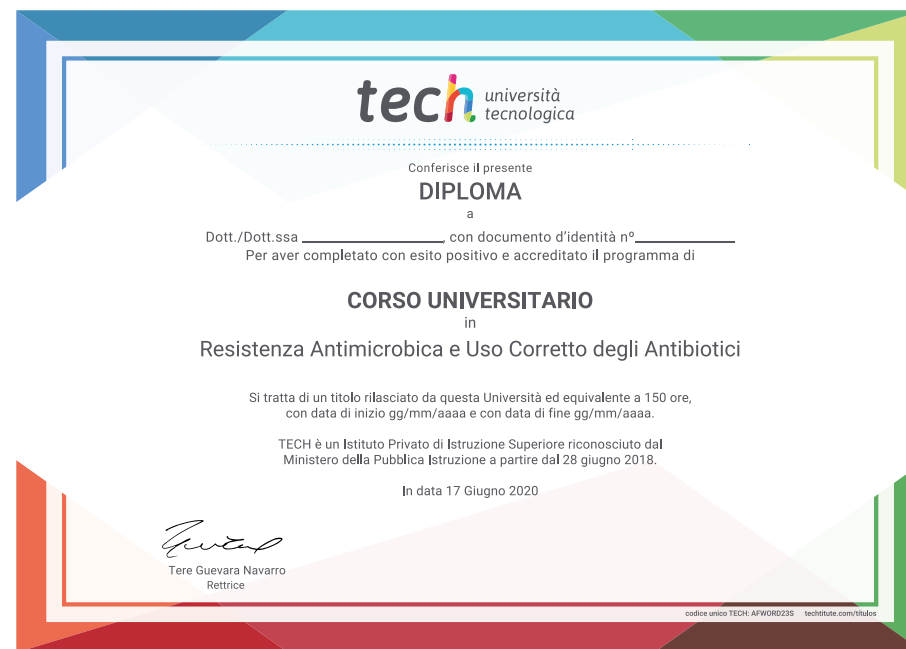 tech università
tecnologica
Conferisce il presente
DIPLOMA
a
Dott./Dott.ssa _________________, con documento d'identità nº____________
Per aver completato con esito positivo e accreditato il programma di
CORSO UNIVERSITARIO
in
Resistenza Antimicrobica e Uso Corretto degli Antibiotici
Si tratta di un titolo rilasciato da questa Università ed equivalente a 150 ore,
con data di inizio gg/mm/aaaa e con data di fine gg/mm/aaaa.
TECH è un Istituto Privato di Istruzione Superiore riconosciuto dal
Ministero della Pubblica Istruzione a partire dal 28 giugno 2018.
In data 17 Giugno 2020
Tere Guevara Navarro
Rettrice
codice unico TECH: AFWORD23S techtitute.com/titulos